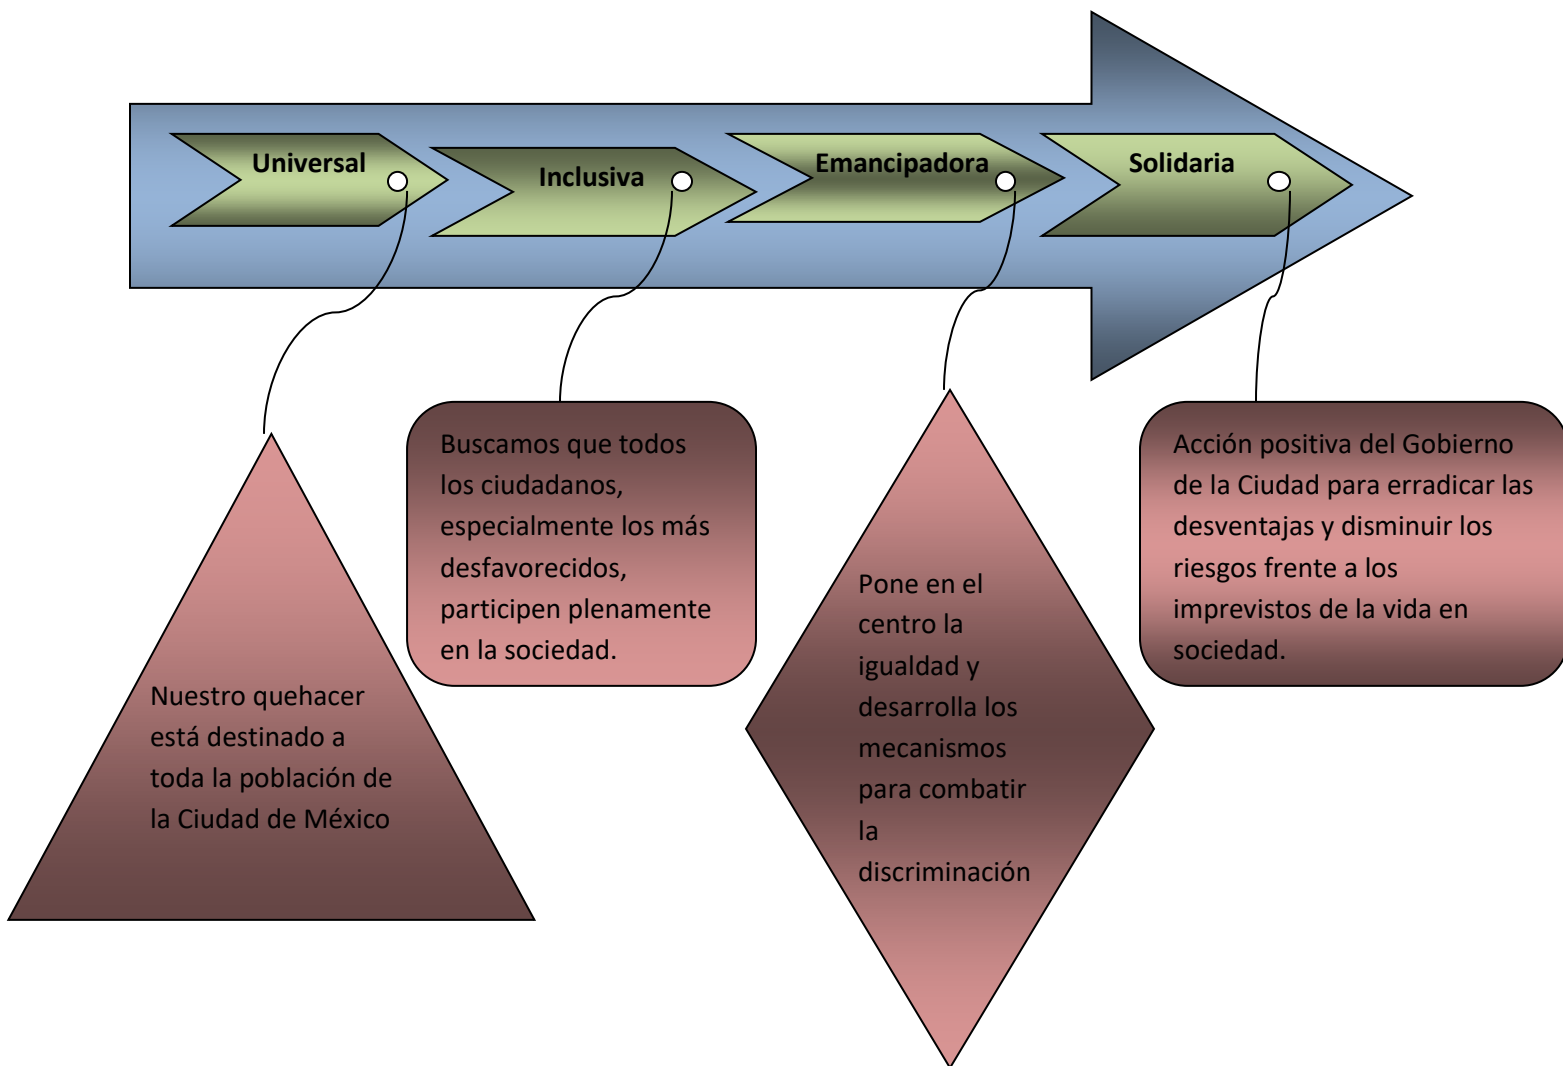 Universal
Inclusiva
Emancipadora
Solidaria
Nuestro quehacer
está destinado a
toda la población de
la Ciudad de México
Buscamos que todos
los ciudadanos,
especialmente los más
desfavorecidos,
participen plenamente
en la sociedad.
Pone en el
centro la
igualdad y
desarrolla los
mecanismos
para combatir
la
discriminación
Acción positiva del Gobierno
de la Ciudad para erradicar las
desventajas y disminuir los
riesgos frente a los
imprevistos de la vida en
sociedad.